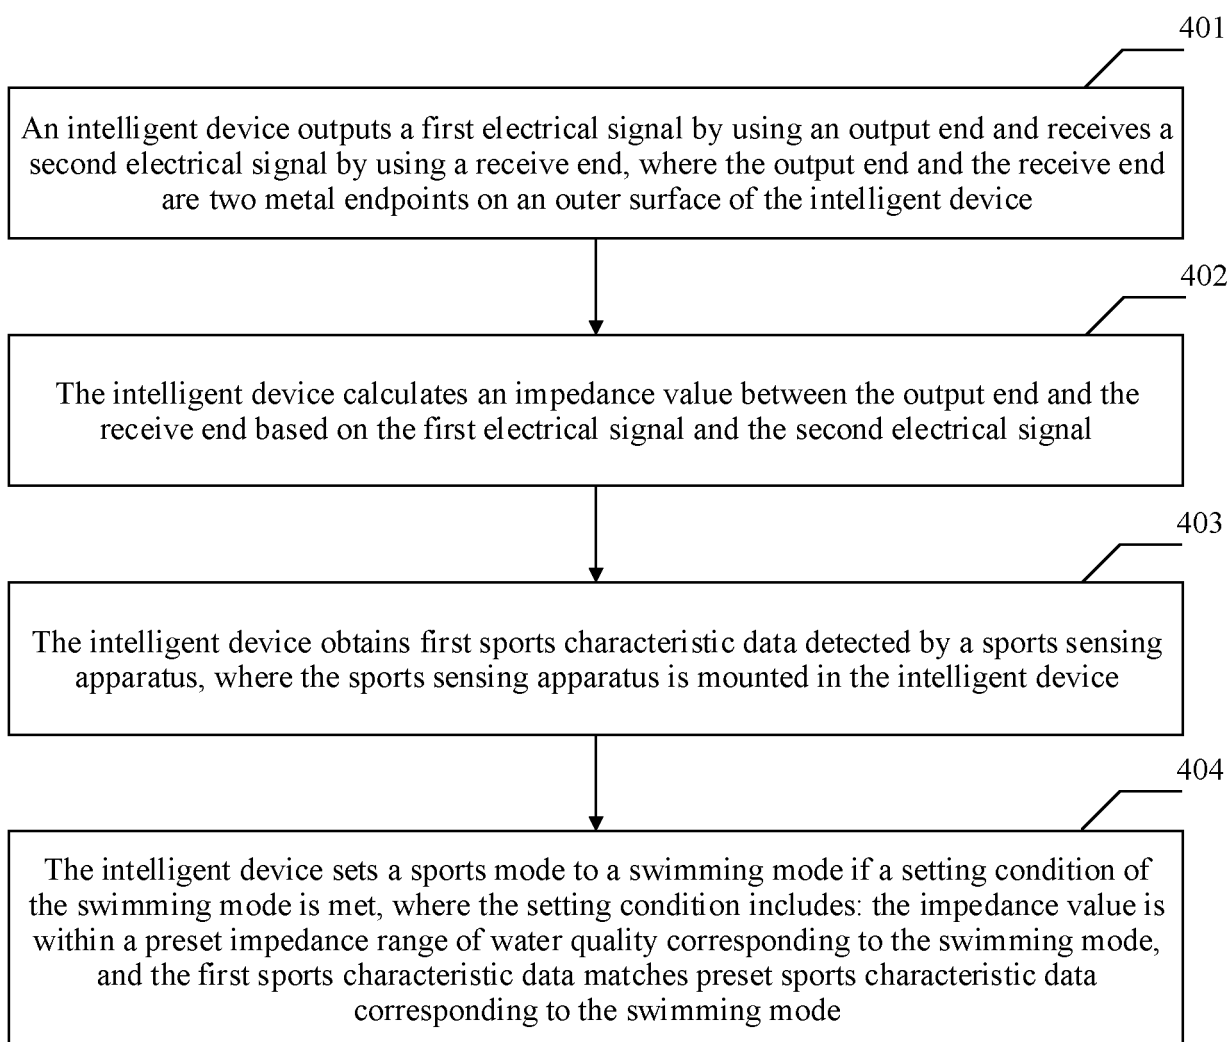 401
An intelligent device outputs a first electrical signal by using an output end and receives a
second electrical signal by using a receive end, where the output end and the receive end
are two metal endpoints on an outer surface of the intelligent device
402
The intelligent device calculates an impedance value between the output end and the
receive end based on the first electrical signal and the second electrical signal
403
The intelligent device obtains first sports characteristic data detected by a sports sensing
apparatus, where the sports sensing apparatus is mounted in the intelligent device
404
The intelligent device sets a sports mode to a swimming mode if a setting condition of
the swimming mode is met, where the setting condition includes: the impedance value is
within a preset impedance range of water quality corresponding to the swimming mode,
and the first sports characteristic data matches preset sports characteristic data
corresponding to the swimming mode